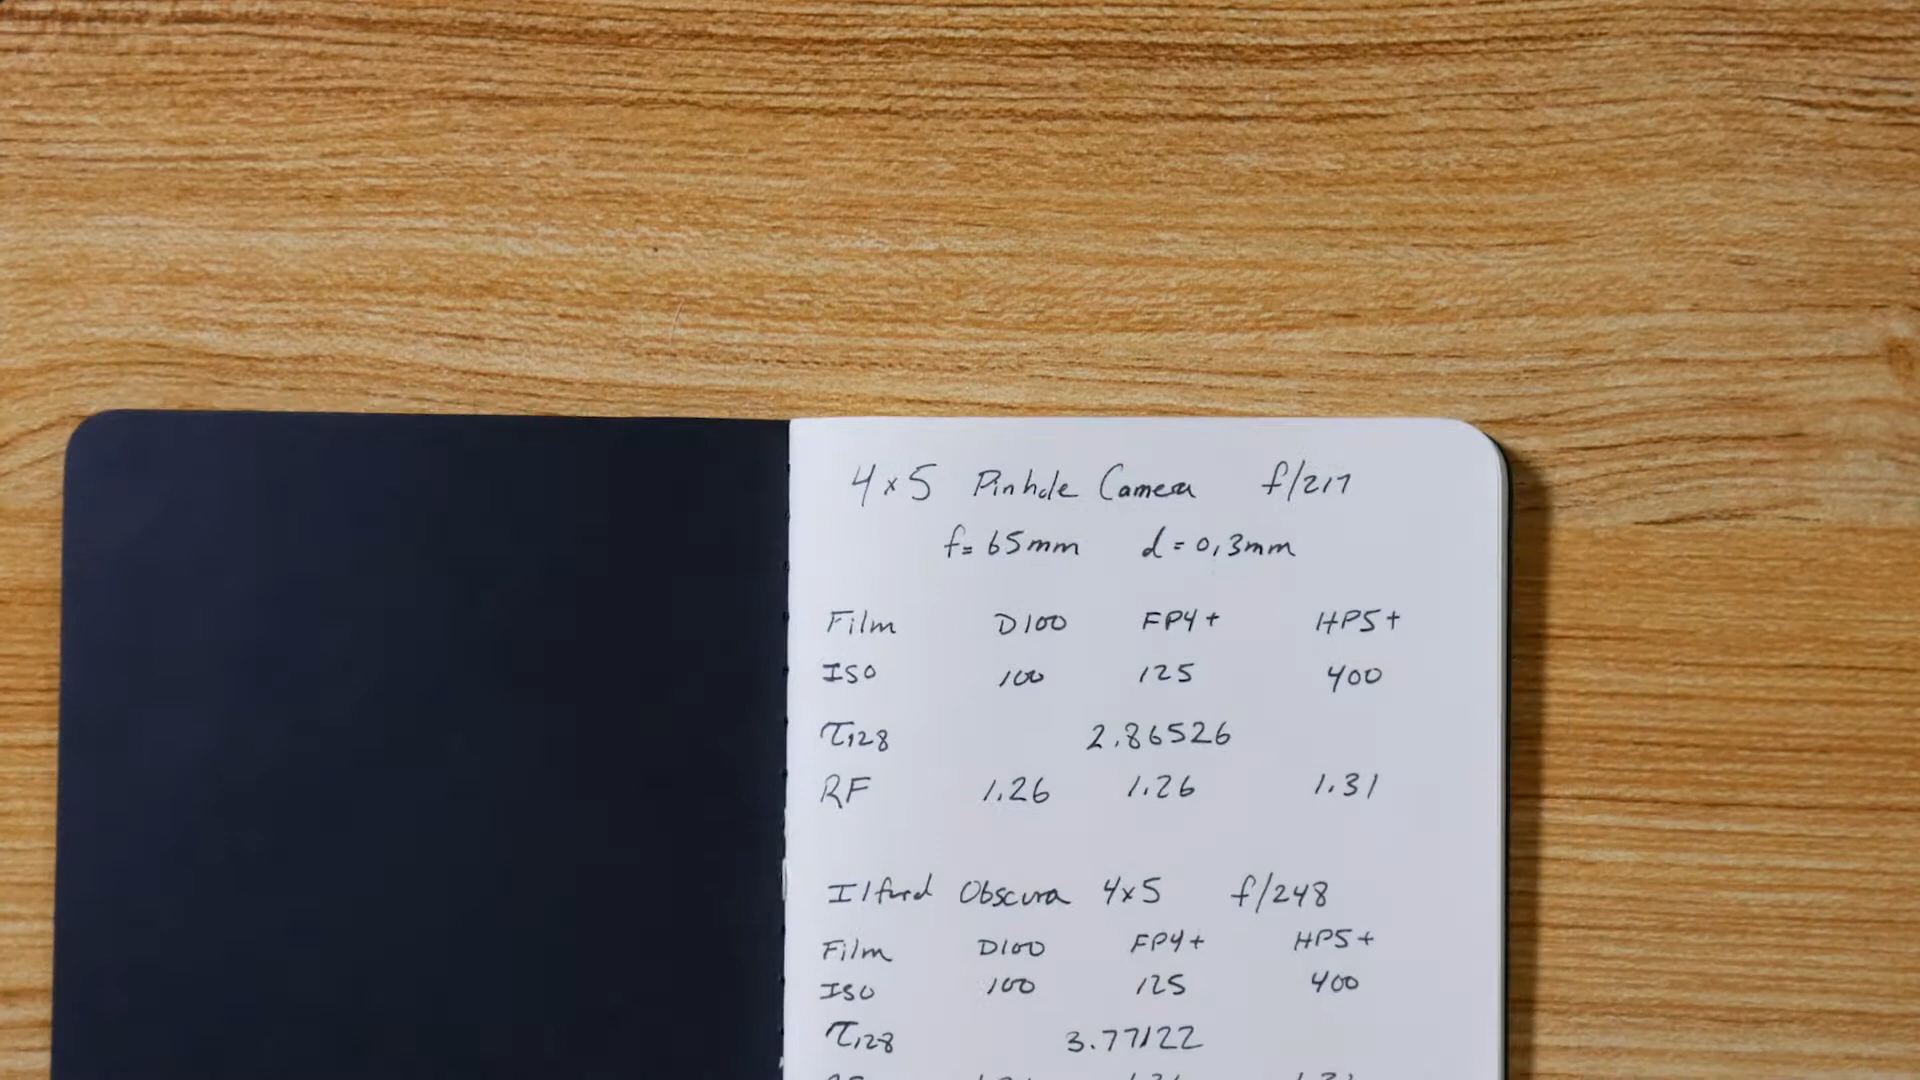 4×5 Pinhole Camera f/217
f=65mm d=0,3mm
Film D100 FP4+ HP5+
ISO 100 125 400
τ128 2.86526
RF 1.26 1.26 1.31
Ilford Obscura 4x5 f/248
Film D100 FP4+ HP5+
ISO 100 125 400
τ128 3.77122